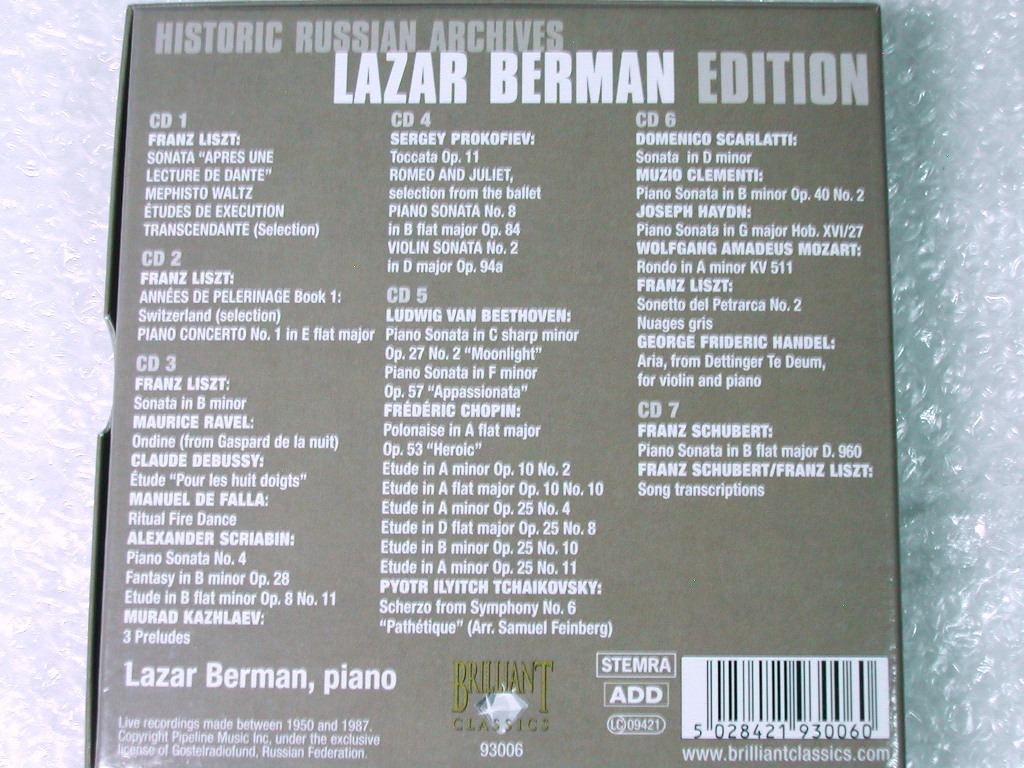 HISTORIC RUSSIAN ARCHIVES
LAZAR BERMAN EDITION
CD 1
FRANZ LISZT:
SONATA “APRES UNE
LECTURE DE DANTE”
MEPHISTO WALTZ
ÉTUDES DE EXECUTION
TRANSCENDANTE (Selection)
CD 2
FRANZ LISZT:
ANNÉES DE PELERINAGE Book 1:
Switzerland (selection)
PIANO CONCERTO No. 1 in E flat major
CD 3
FRANZ LISZT:
Sonata in B minor
MAURICE RAVEL:
Ondine (from Gaspard de la nuit)
CLAUDE DEBUSSY:
Étude “Pour les huit doigts”
MANUEL DE FALLA:
Ritual Fire Dance
ALEXANDER SCRIABIN:
Piano Sonata No. 4
Fantasy in B minor Op. 28
Etude in B flat minor Op. 8 No. 11
MURAD KAZHLAEV:
3 Preludes
CD 4
SERGEY PROKOFIEV:
Toccata Op. 11
ROMEO AND JULIET,
selection from the ballet
PIANO SONATA No. 8
in B flat major Op. 84
VIOLIN SONATA No. 2
in D major Op. 94a
CD 5
LUDWIG VAN BEETHOVEN:
Piano Sonata in C sharp minor
Op. 27 No. 2 “Moonlight”
Piano Sonata in F minor
Op. 57 “Appassionata”
FRÉDÉRIC CHOPIN:
Polonaise in A flat major
Op. 53 “Heroic”
Etude in A minor Op. 10 No. 2
Etude in A flat major Op. 10 No. 10
Etude in A minor Op. 25 No. 4
Etude in D flat major Op. 25 No. 8
Etude in B minor Op. 25 No. 10
Etude in A minor Op. 25 No. 11
PYOTR ILYITCH TCHAIKOVSKY:
Scherzo from Symphony No. 6
“Pathétique” (Arr. Samuel Feinberg)
CD 6
DOMENICO SCARLATTI:
Sonata in D minor
MUZIO CLEMENTI:
Piano Sonata in B minor Op. 40 No. 2
JOSEPH HAYDN:
Piano Sonata in G major Hob. XVI/27
WOLFGANG AMADEUS MOZART:
Rondo in A minor KV 511
FRANZ LISZT:
Sonetto del Petrarca No. 2
Nuages gris
GEORGE FRIDERIC HANDEL:
Aria, from Dettinger Te Deum,
for violin and piano
CD 7
FRANZ SCHUBERT:
Piano Sonata in B flat major D. 960
FRANZ SCHUBERT/FRANZ LISZT:
Song transcriptions
Lazar Berman, piano
Live recordings made between 1950 and 1987.
Copyright Pipeline Music Inc, under the exclusive
license of Gostelradiofund, Russian Federation.
BRILLIANT
CLASSICS
93006
STEMRA
ADD
LC 09421
5 028421 930060
www.brilliantclassics.com